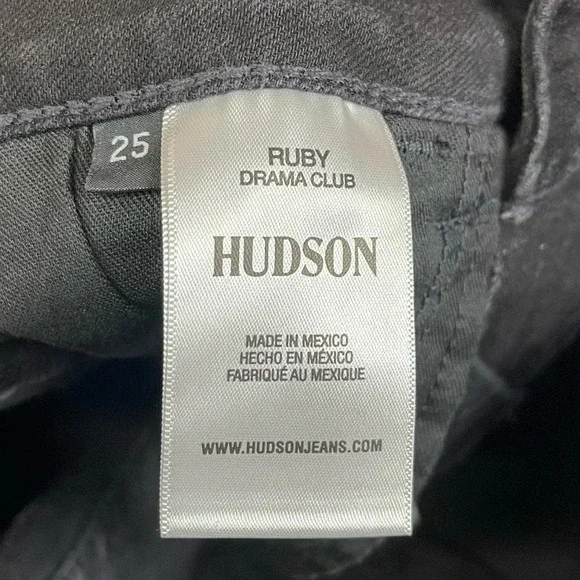 25
RUBY
DRAMA CLUB
HUDSON
MADE IN MEXICO
HECHO EN MÉXICO
FABRIQUÉ AU MEXIQUE
WWW.HUDSONJEANS.COM